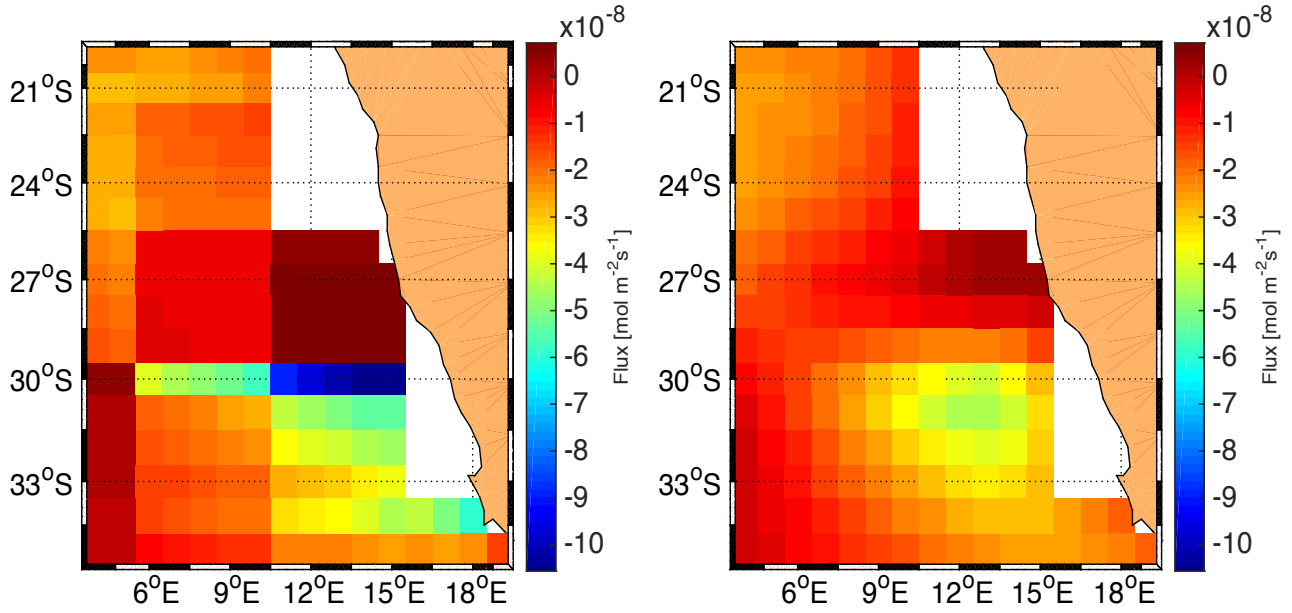 x10⁻⁸ x10⁻⁸
21°S 0 21°S 0
-1 -1
24°S -2 24°S -2
-3 -3
27°S -4 27°S -4
-5 -5
30°S -6 30°S -6
-7 -7
33°S -8 33°S -8
-9 -9
-10 -10
Flux [mol m⁻²s⁻¹] Flux [mol m⁻²s⁻¹]
6°E 9°E 12°E 15°E 18°E 6°E 9°E 12°E 15°E 18°E